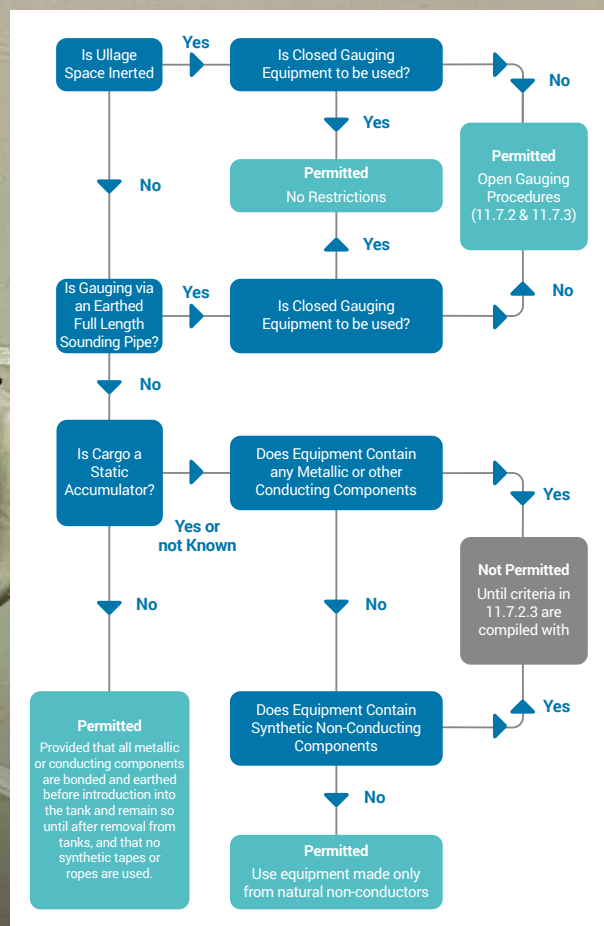 Is Ullage
Space Inerted
Yes
Is Closed Gauging
Equipment to be used?
No
Yes
No
Permitted
No Restrictions
Permitted
Open Gauging
Procedures
(11.7.2 & 11.7.3)
Yes
Is Gauging via
an Earthed
Full Length
Sounding Pipe?
Yes
Is Closed Gauging
Equipment to be used?
No
No
Is Cargo a
Static
Accumulator?
Yes or
not Known
Does Equipment Contain
any Metallic or other
Conducting Components
Yes
Not Permitted
Until criteria in
11.7.2.3 are
compiled with
No
No
Yes
Permitted
Provided that all metallic
or conducting components
are bonded and earthed
before introduction into
the tank and remain so
until after removal from
tanks, and that no
synthetic tapes or
ropes are used.
Does Equipment Contain
Synthetic Non-Conducting
Components
No
Permitted
Use equipment made only
from natural non-conductors